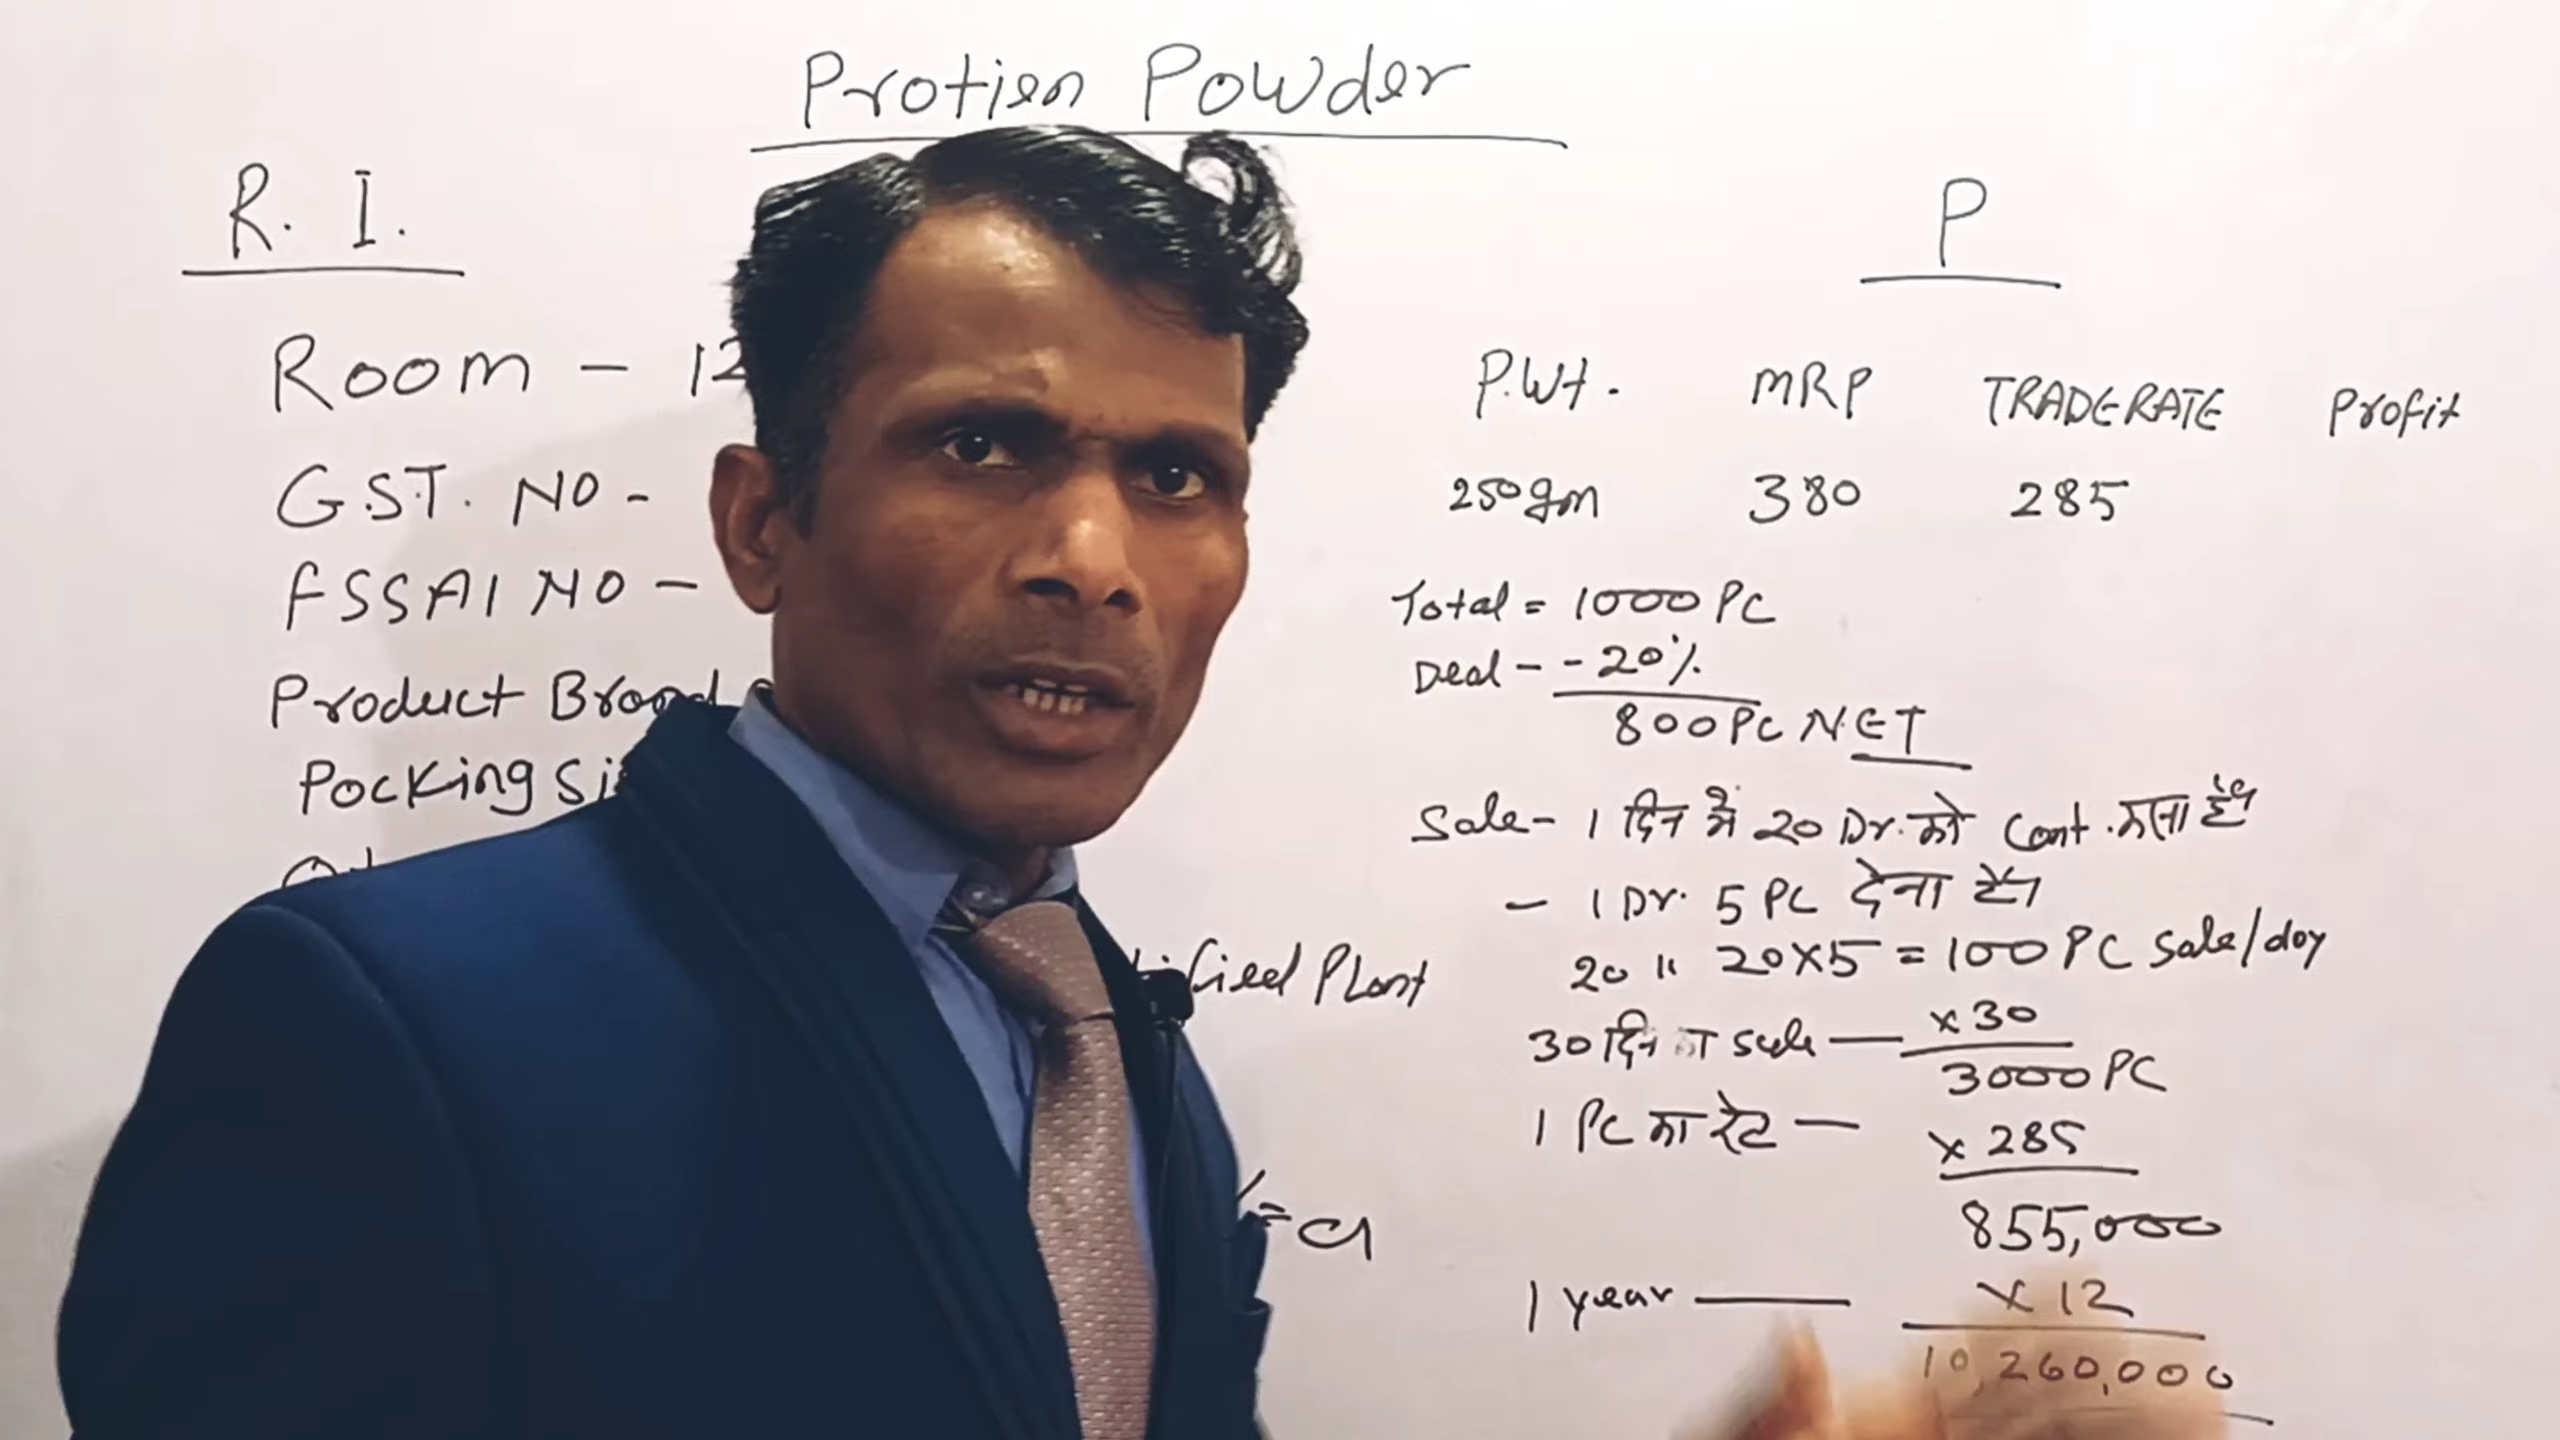 Protien Powder
R. I.
Room - 12
G.S.T. NO -
FSSAI NO -
Product Brand
Pocking Si
ified Plant
P
P.Wt. MRP TRADERATE Profit
250gm 380 285
Total = 1000 PC
Deal - - 20%
800 PC NET
Sale - 1 दिन में 20 Dr. को Cont. करना है
- 1 Dr. 5 PC देना है
20 " 20x5 = 100 PC Sale/day
30 दिन का sale — x 30
3000 PC
1 PC का रेट — x 285
855,000
1 year — x 12
10,260,000